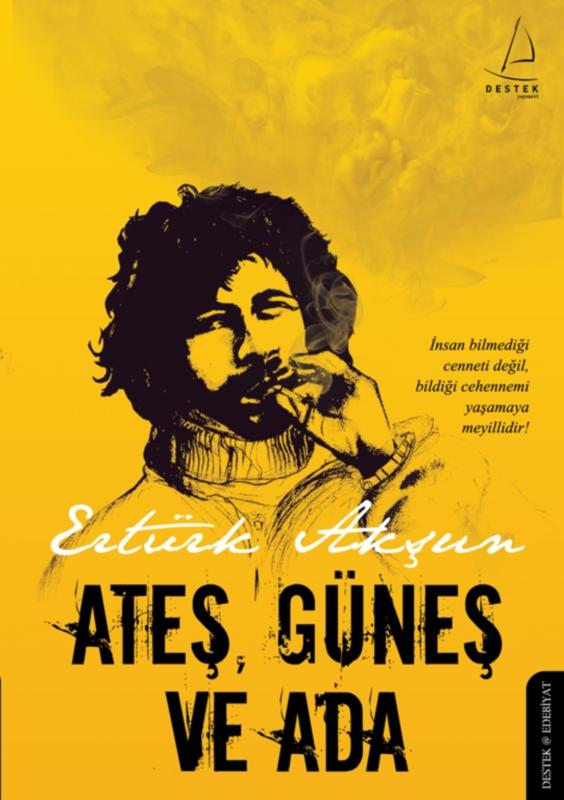 DESTEK
yayınevi
İnsan bilmediği
cenneti değil,
bildiği cehennemi
yaşamaya
meyillidir!
Ertürk Akşun
ATEŞ, GÜNEŞ
VE ADA
DESTEK @ EDEBİYAT